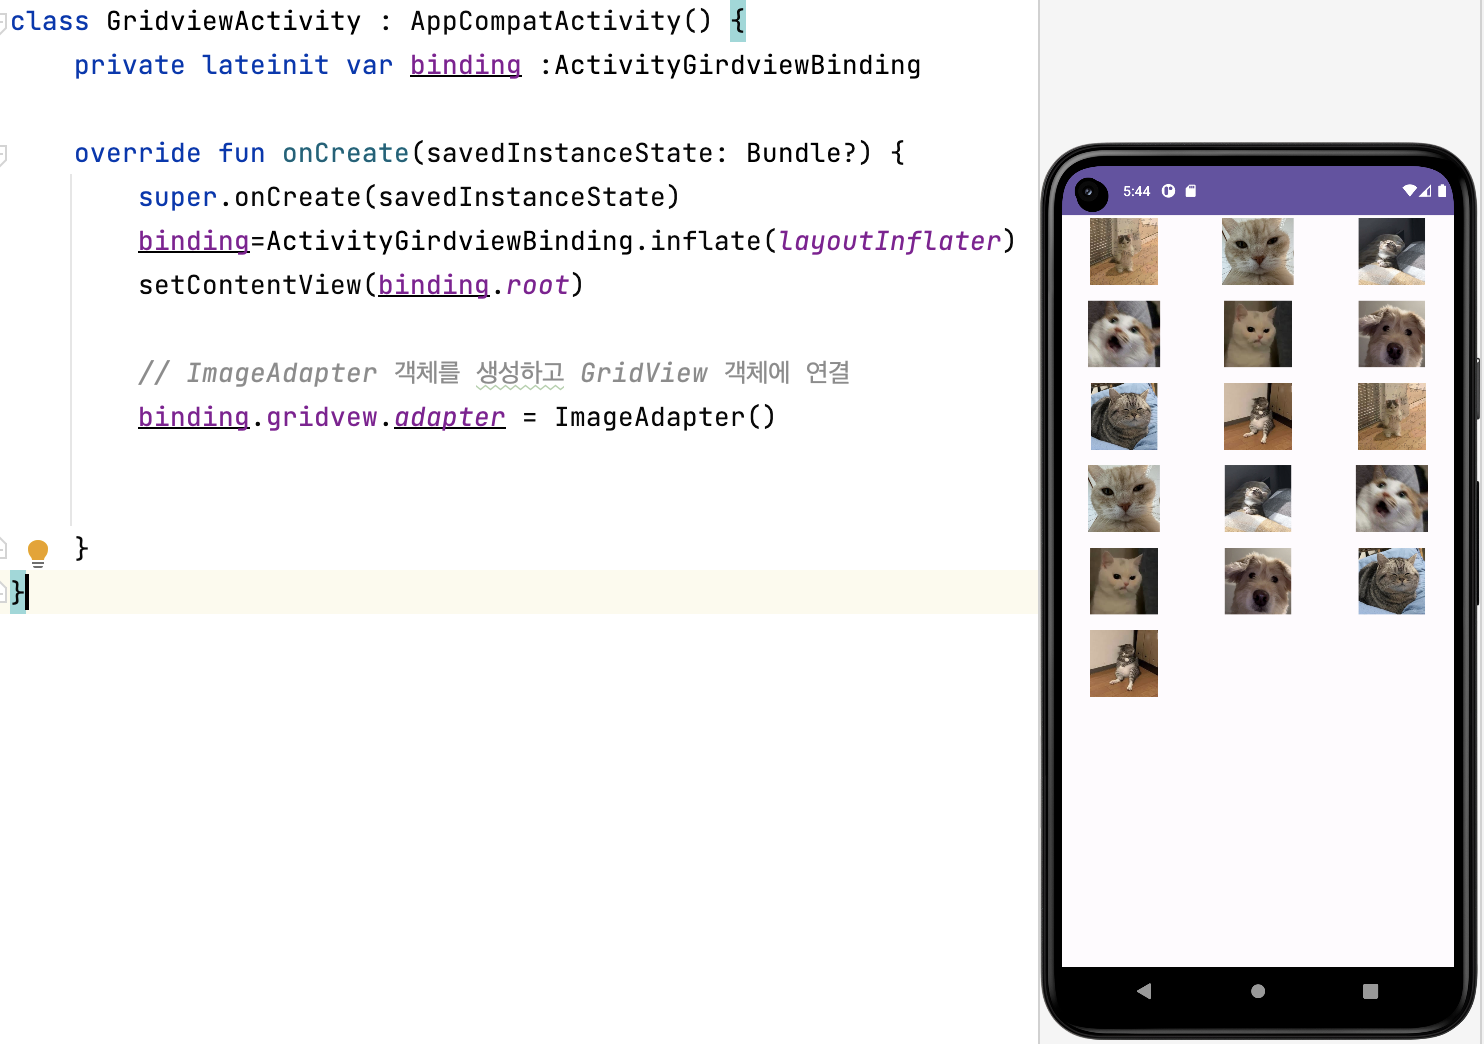 class GridviewActivity : AppCompatActivity() {
private lateinit var binding :ActivityGirdviewBinding
override fun onCreate(savedInstanceState: Bundle?) {
super.onCreate(savedInstanceState)
binding=ActivityGirdviewBinding.inflate(layoutInflater)
setContentView(binding.root)
// ImageAdapter 객체를 생성하고 GridView 객체에 연결
binding.gridvew.adapter = ImageAdapter()
}
}
5:44